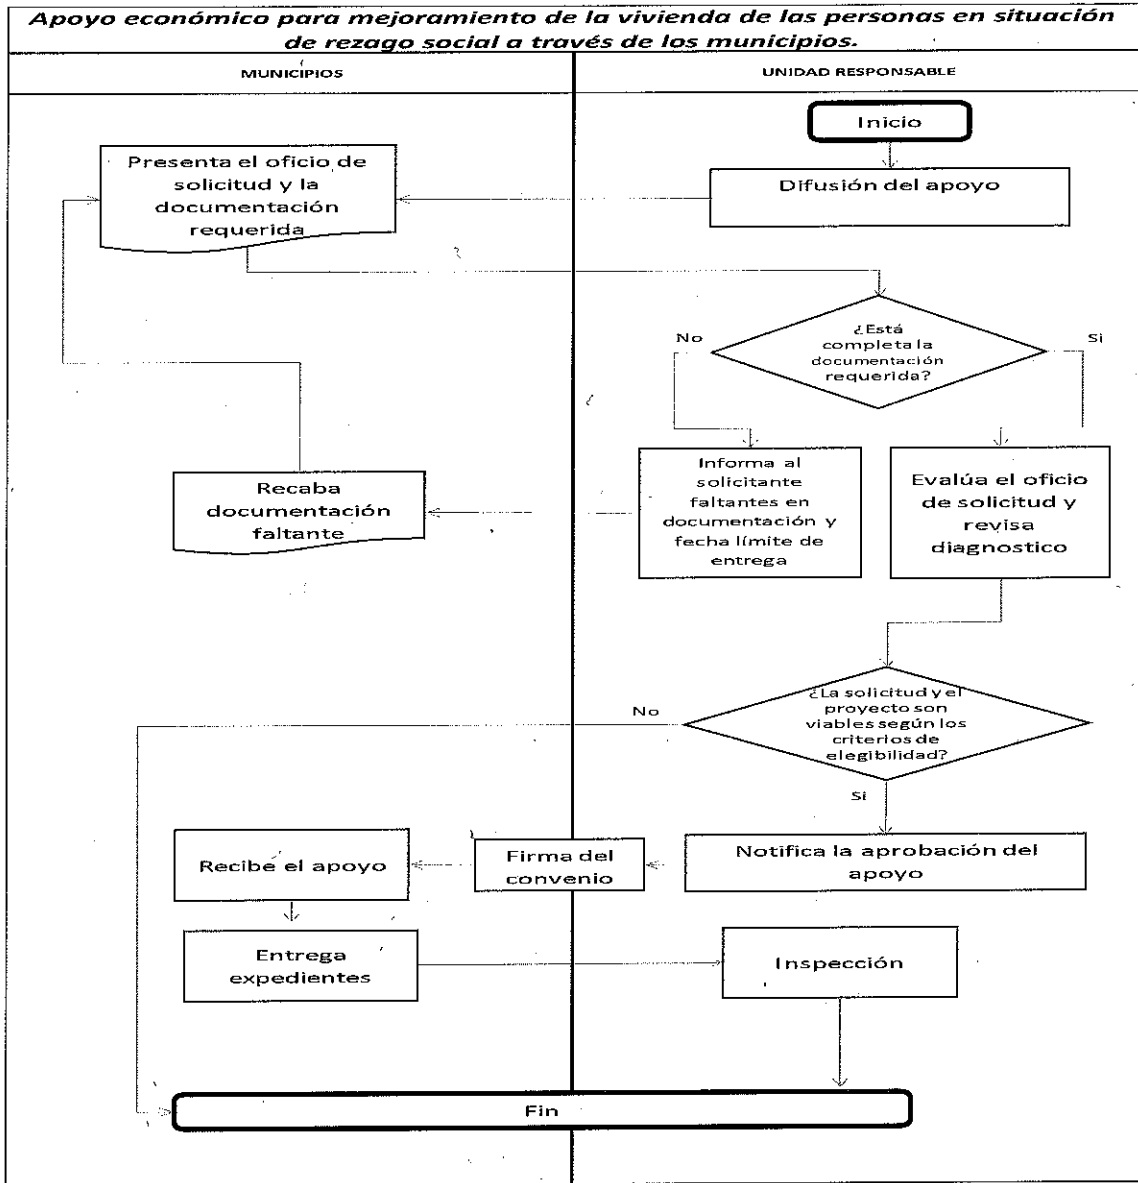 Apoyo económico para mejoramiento de la vivienda de las personas en situación
de rezago social a través de los municipios.
MUNICIPIOS
UNIDAD RESPONSABLE
Inicio
Difusión del apoyo
Presenta el oficio de
solicitud y la
documentación
requerida
¿Está
completa la
documentación
requerida?
No
Si
Informa al
solicitante
faltantes en
documentación y
fecha límite de
entrega
Evalúa el oficio
de solicitud y
revisa
diagnostico
Recaba
documentación
faltante
¿La solicitud y el
proyecto son
viables según los
criterios de
elegibilidad?
No
Si
Notifica la aprobación del
apoyo
Firma del
convenio
Recibe el apoyo
Entrega
expedientes
Inspección
Fin